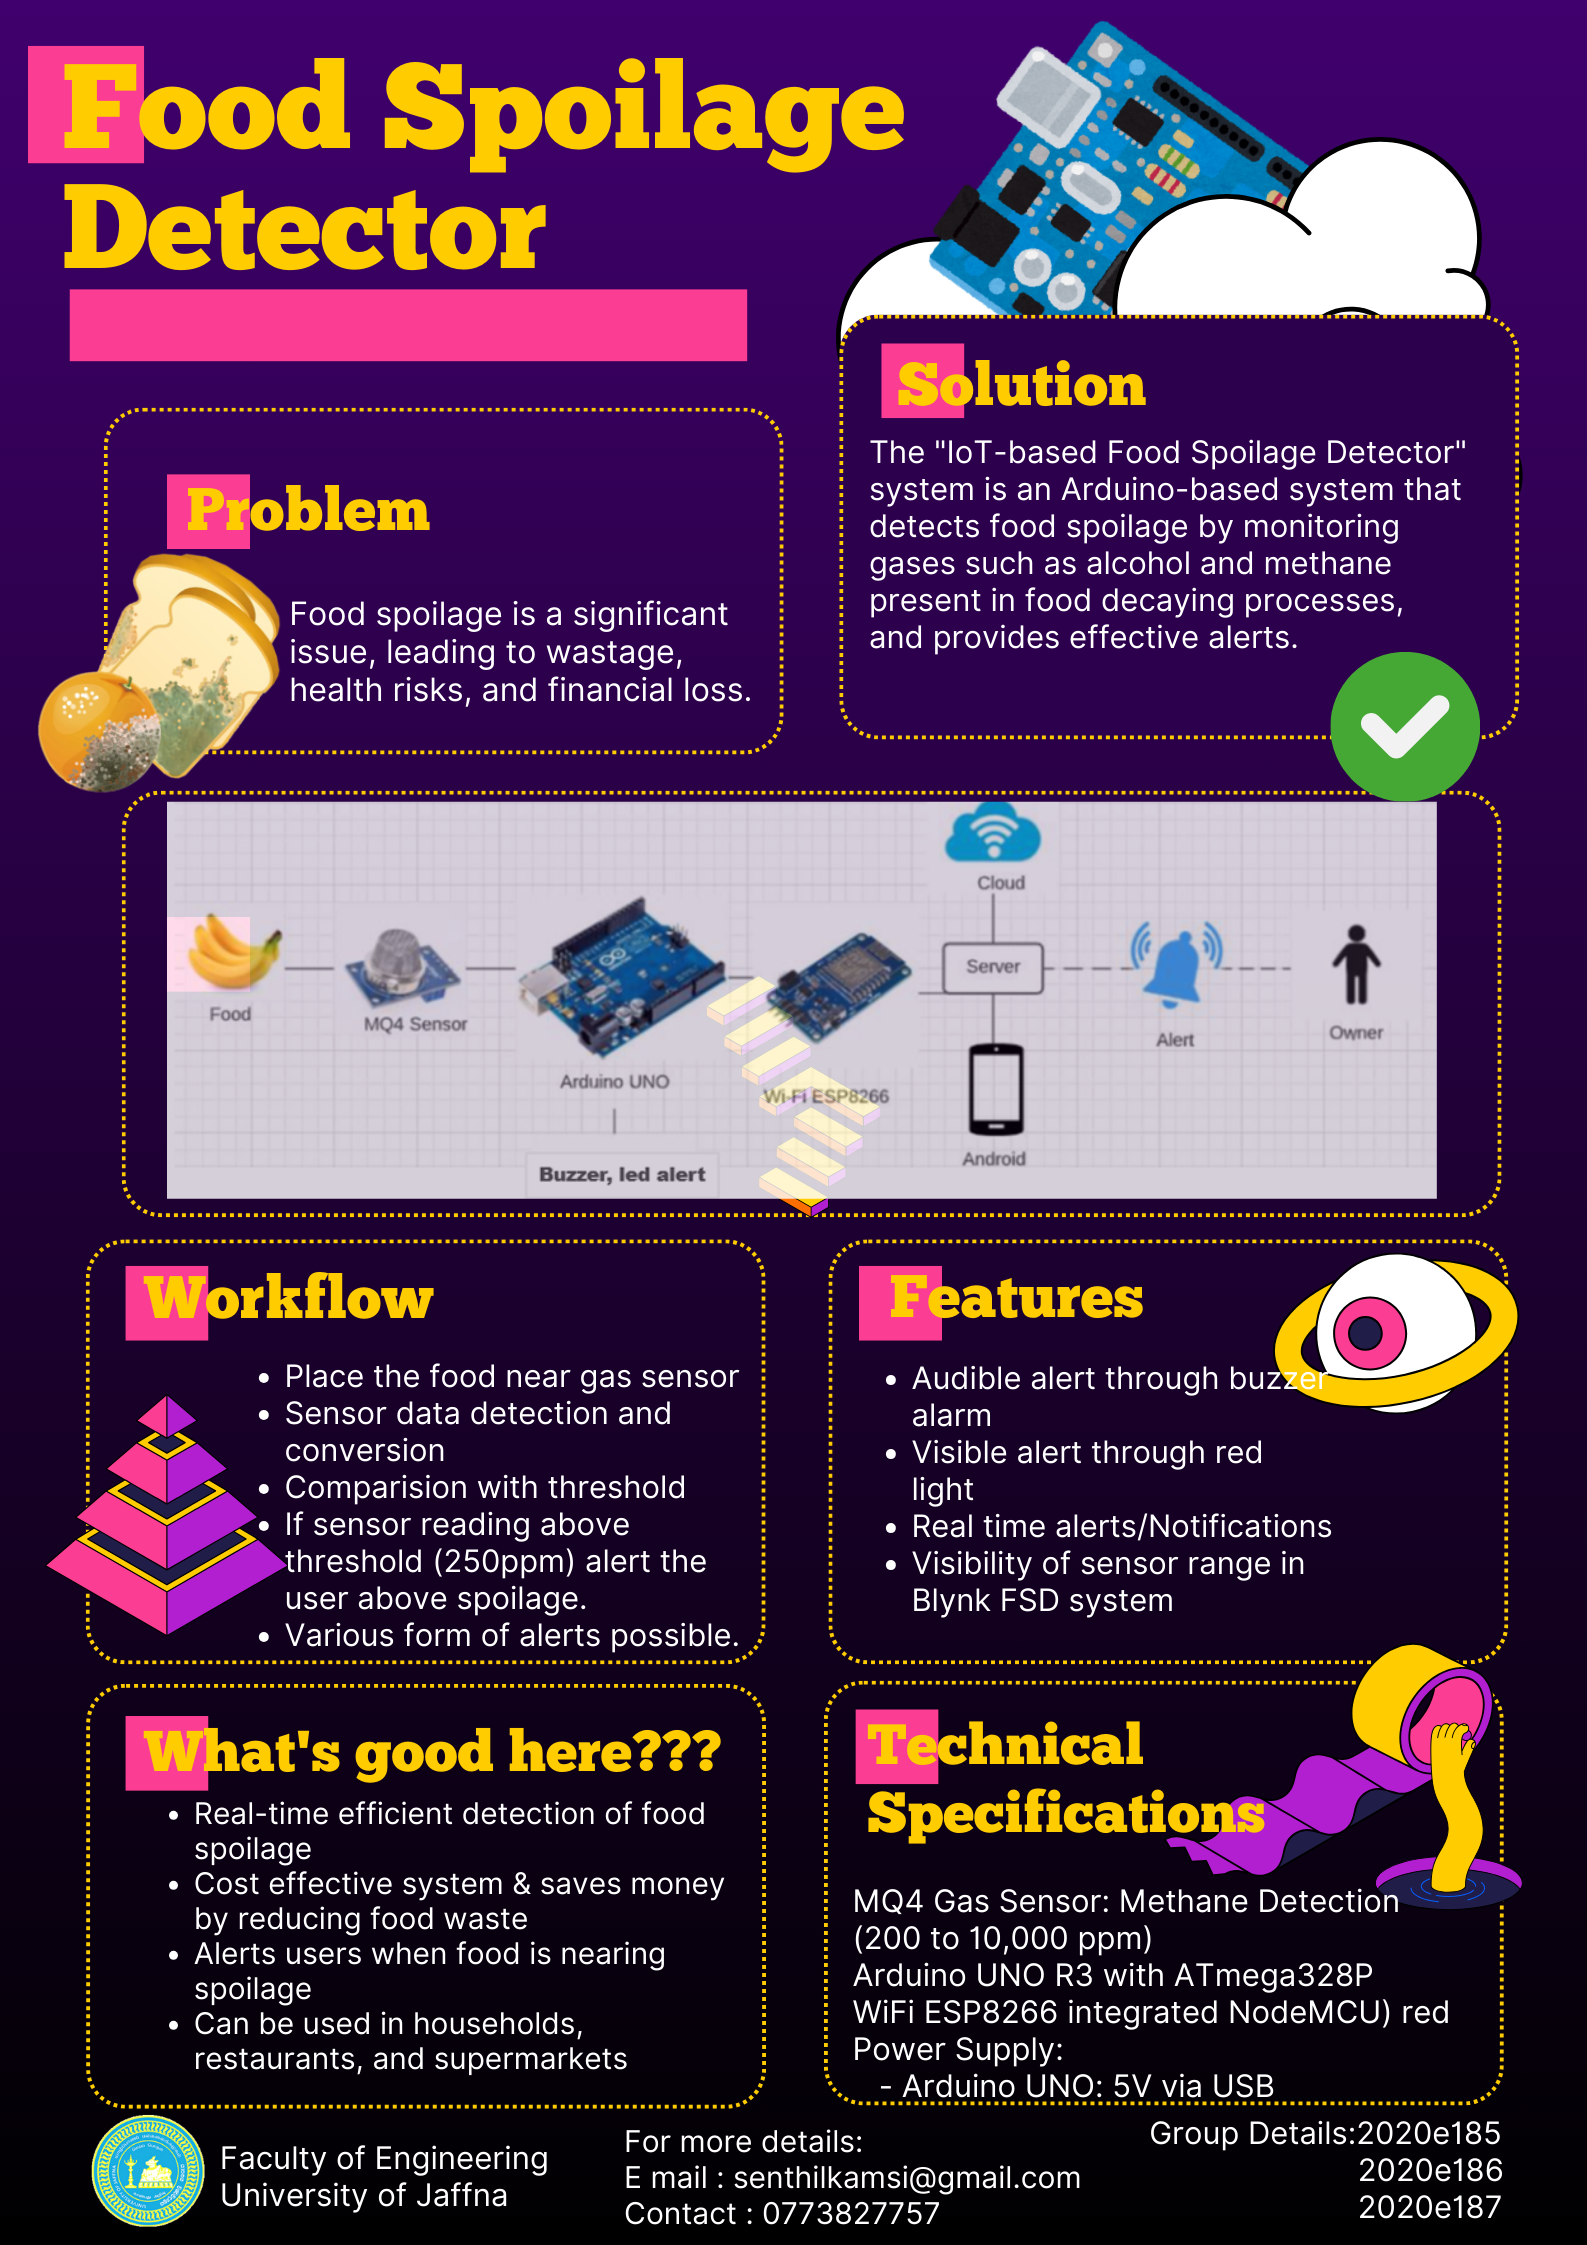 Food Spoilage
Detector
Solution
The "IoT-based Food Spoilage Detector"
system is an Arduino-based system that
detects food spoilage by monitoring
gases such as alcohol and methane
present in food decaying processes,
and provides effective alerts.
Problem
Food spoilage is a significant
issue, leading to wastage,
health risks, and financial loss.
Cloud
Server
Food
MQ4 Sensor
Arduino UNO
Wi-Fi ESP8266
Alert
Owner
Android
Buzzer, led alert
Workflow
• Place the food near gas sensor
• Sensor data detection and
conversion
• Comparision with threshold
• If sensor reading above
threshold (250ppm) alert the
user above spoilage.
• Various form of alerts possible.
Features
• Audible alert through buzzer
alarm
• Visible alert through red
light
• Real time alerts/Notifications
• Visibility of sensor range in
Blynk FSD system
What's good here???
• Real-time efficient detection of food
spoilage
• Cost effective system & saves money
by reducing food waste
• Alerts users when food is nearing
spoilage
• Can be used in households,
restaurants, and supermarkets
Technical
Specifications
MQ4 Gas Sensor: Methane Detection
(200 to 10,000 ppm)
Arduino UNO R3 with ATmega328P
WiFi ESP8266 integrated NodeMCU) red
Power Supply:
- Arduino UNO: 5V via USB
Faculty of Engineering
University of Jaffna
For more details:
E mail : senthilkamsi@gmail.com
Contact : 0773827757
Group Details:2020e185
2020e186
2020e187